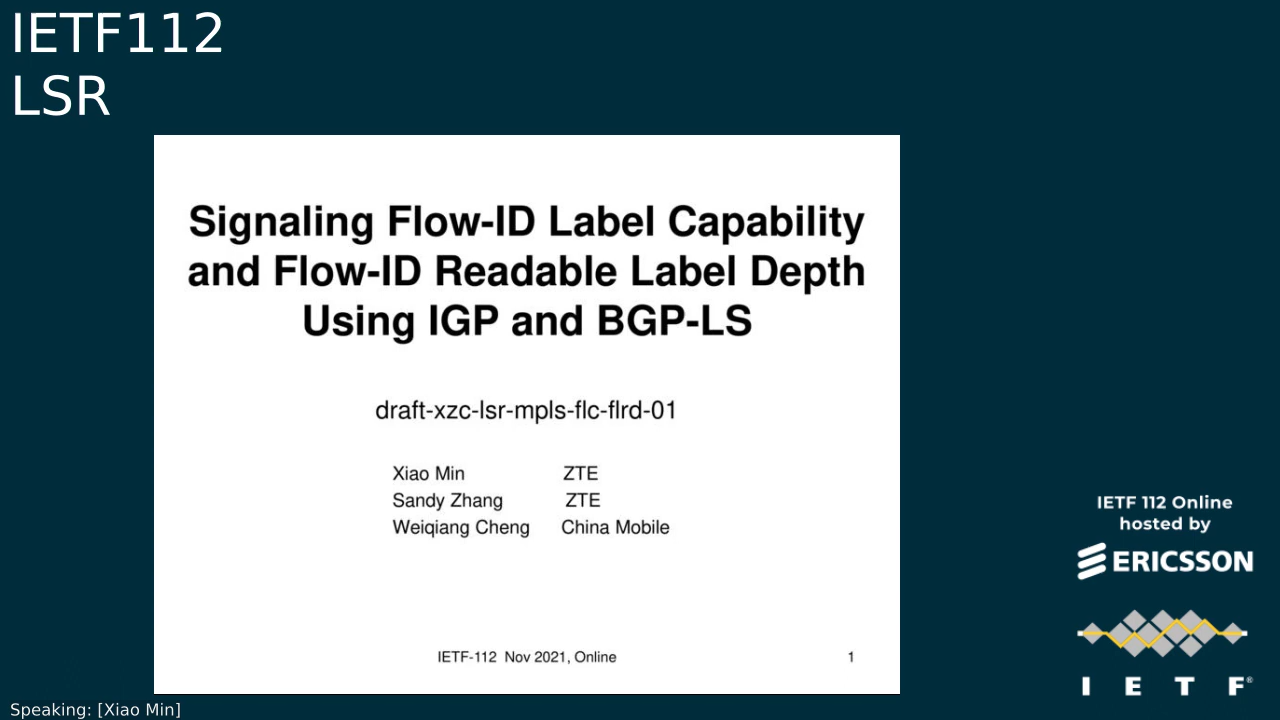 IETF112
LSR
Signaling Flow-ID Label Capability
and Flow-ID Readable Label Depth
Using IGP and BGP-LS
draft-xzc-lsr-mpls-flc-flrd-01
Xiao Min ZTE
Sandy Zhang ZTE
Weiqiang Cheng China Mobile
IETF-112 Nov 2021, Online 1
IETF 112 Online
hosted by
ERICSSON
I E T F®
Speaking: [Xiao Min]